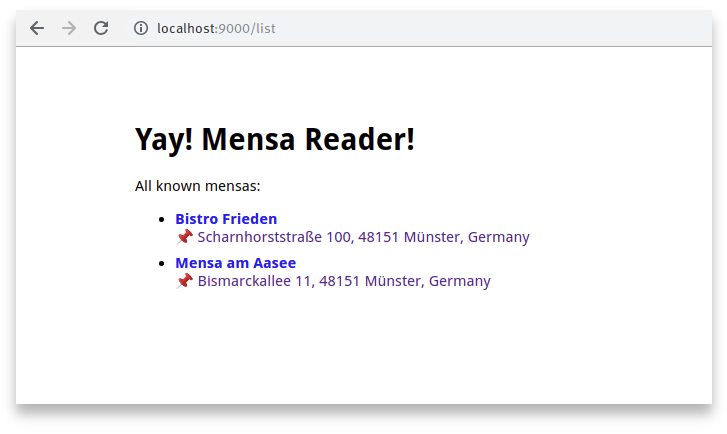 localhost:9000/list
Yay! Mensa Reader!
All known mensas:
Bistro Frieden
Scharnhorststraße 100, 48151 Münster, Germany
Mensa am Aasee
Bismarckallee 11, 48151 Münster, Germany